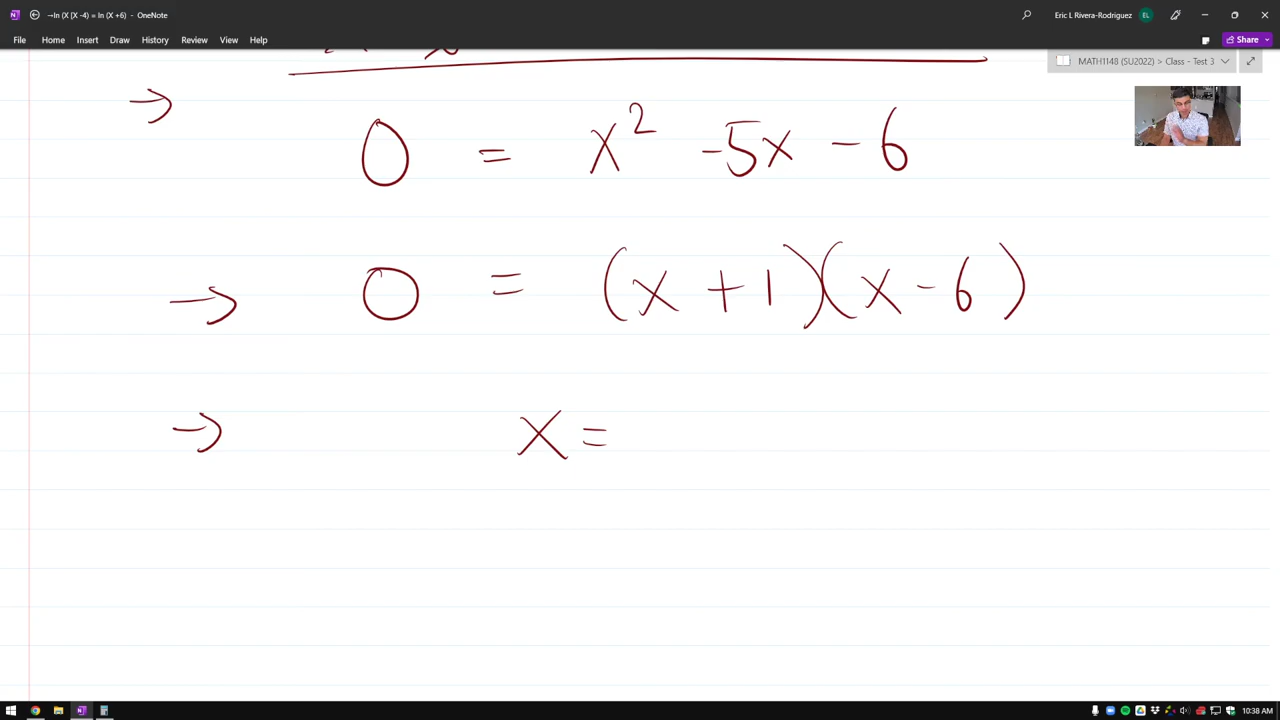 →ln (X (X -4) = ln (X +6) - OneNote
Eric L Rivera-Rodriguez EL
File Home Insert Draw History Review View Help
Share
MATH1148 (SU2022) > Class - Test 3
→ 0 = x² -5x - 6
→ 0 = (x + 1)(x - 6)
→ x =
10:38 AM